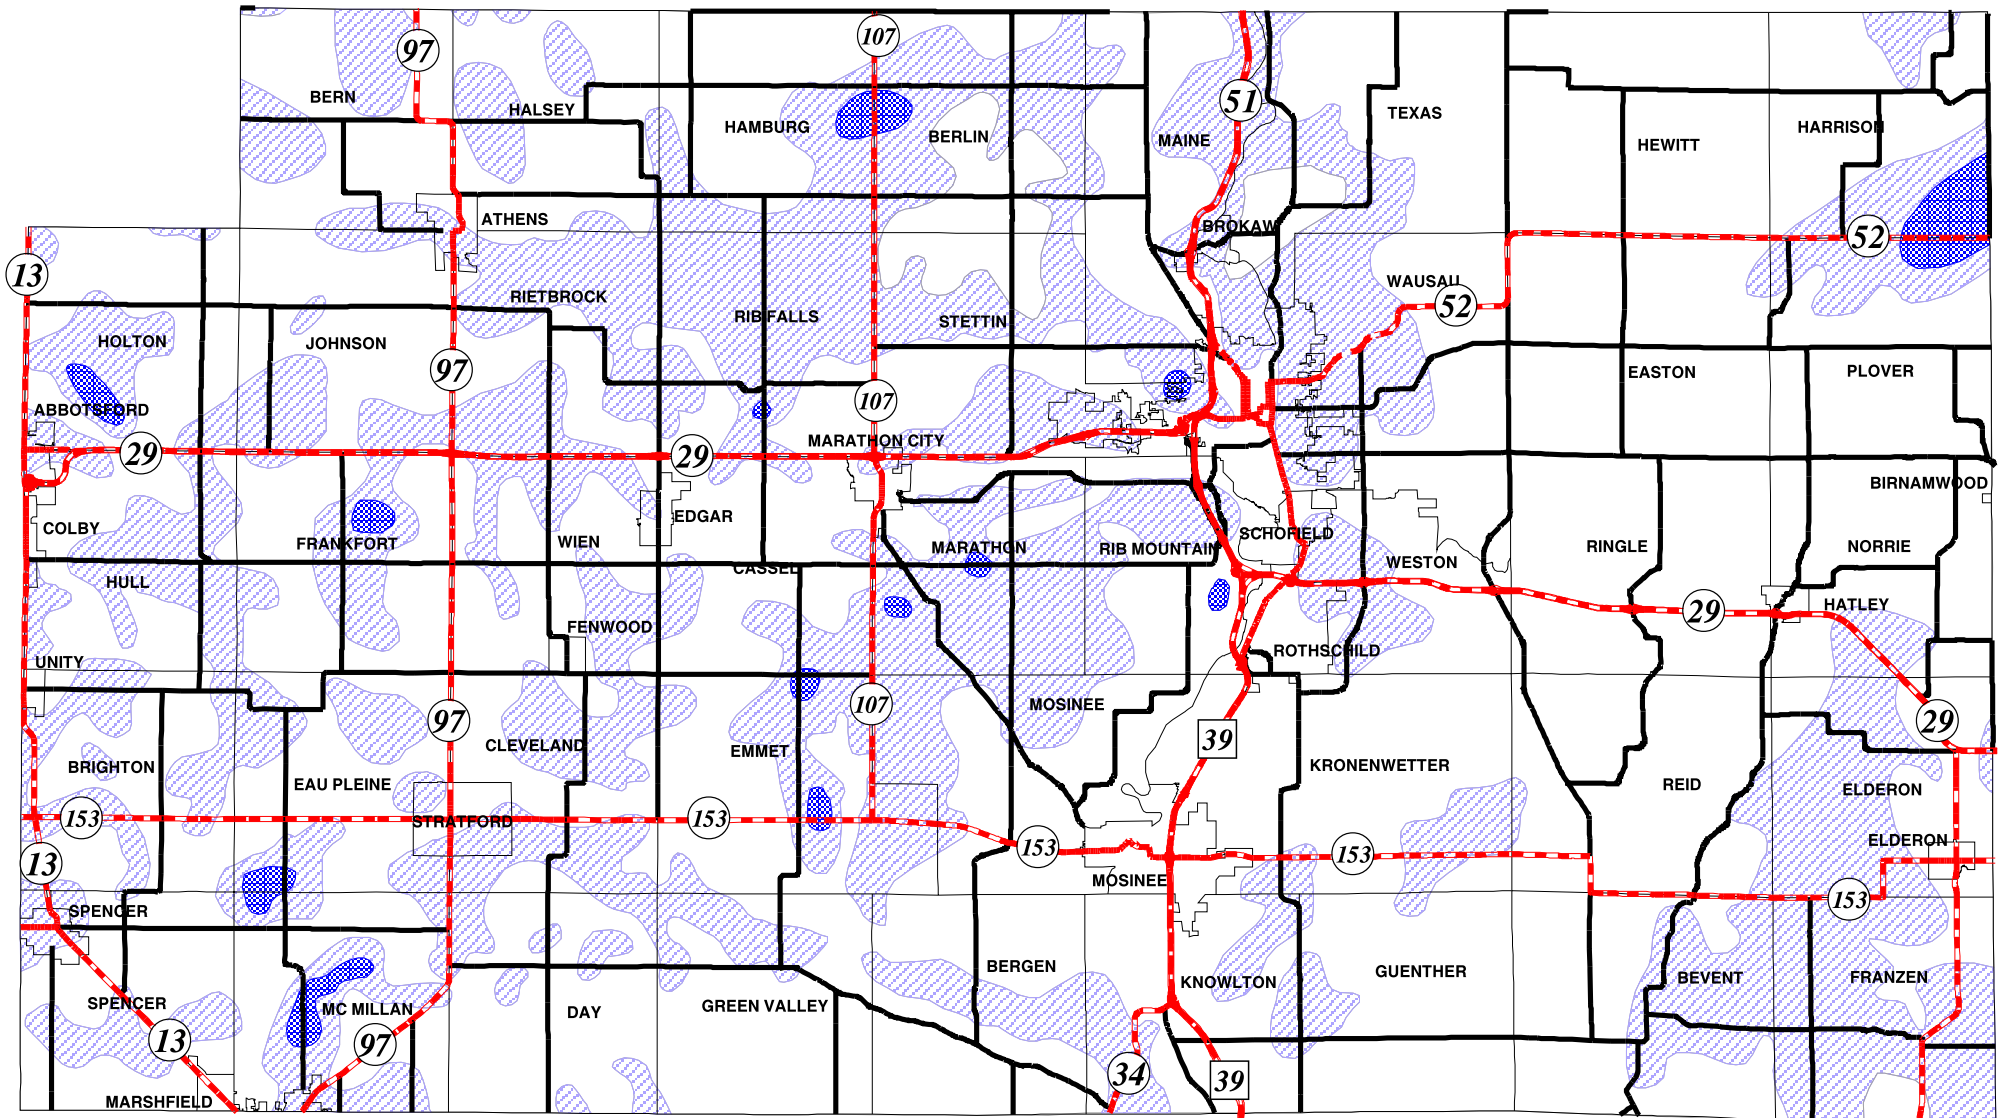 107
97
51
BERN
HALSEY
HAMBURG
BERLIN
MAINE
TEXAS
HEWITT
HARRISON
ATHENS
BROKAW
52
13
RIETBROCK
RIB FALLS
STETTIN
WAUSAU
52
HOLTON
JOHNSON
97
EASTON
PLOVER
ABBOTSFORD
107
MARATHON CITY
29
29
BIRNAMWOOD
COLBY
FRANKFORT
WIEN
EDGAR
MARATHON
RIB MOUNTAIN
SCHOFIELD
WESTON
RINGLE
NORRIE
HULL
CASSEL
29
HATLEY
FENWOOD
UNITY
ROTHSCHILD
107
MOSINEE
97
29
39
BRIGHTON
EAU PLEINE
CLEVELAND
EMMET
KRONENWETTER
REID
ELDERON
153
STRATFORD
153
153
153
ELDERON
13
MOSINEE
153
SPENCER
BERGEN
KNOWLTON
GUENTHER
BEVENT
FRANZEN
SPENCER
MC MILLAN
DAY
GREEN VALLEY
13
97
34
39
MARSHFIELD